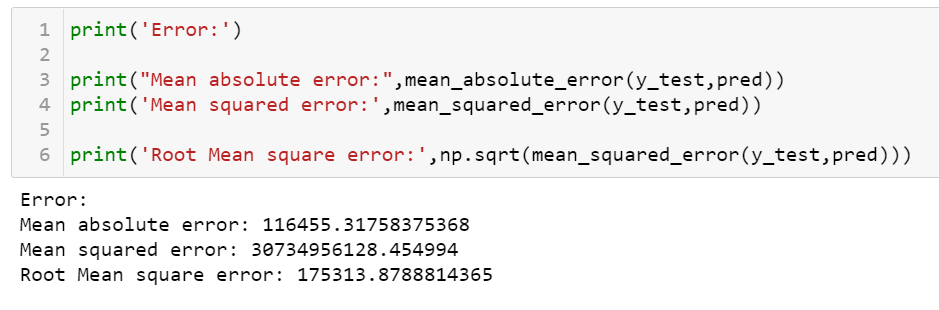 1 print('Error:')
2
3 print("Mean absolute error:",mean_absolute_error(y_test,pred))
4 print('Mean squared error:',mean_squared_error(y_test,pred))
5
6 print('Root Mean square error:',np.sqrt(mean_squared_error(y_test,pred)))
Error:
Mean absolute error: 116455.31758375368
Mean squared error: 30734956128.454994
Root Mean square error: 175313.8788814365